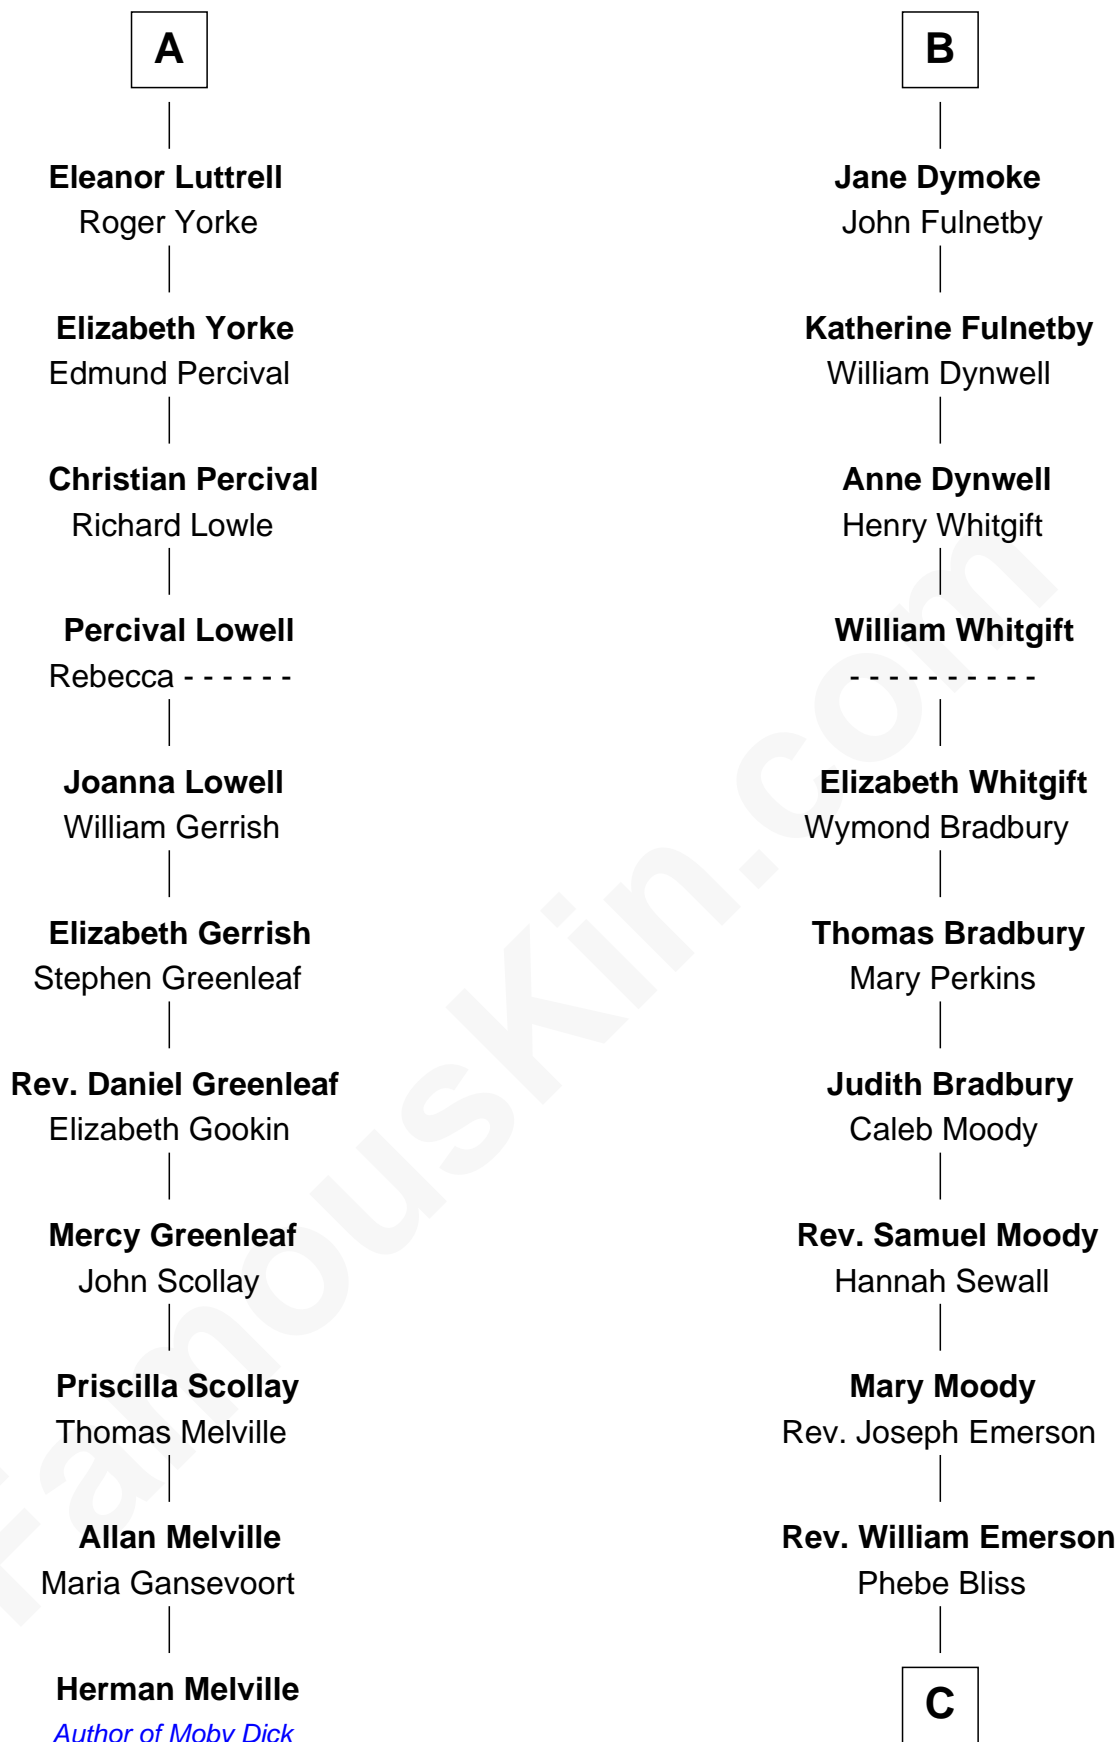 A
Eleanor Luttrell
Roger Yorke
Elizabeth Yorke
Edmund Percival
Christian Percival
Richard Lowle
Percival Lowell
Rebecca - - - - - -
Joanna Lowell
William Gerrish
Elizabeth Gerrish
Stephen Greenleaf
Rev. Daniel Greenleaf
Elizabeth Gookin
Mercy Greenleaf
John Scollay
Priscilla Scollay
Thomas Melville
Allan Melville
Maria Gansevoort
Herman Melville
Author of Moby Dick
B
Jane Dymoke
John Fulnetby
Katherine Fulnetby
William Dynwell
Anne Dynwell
Henry Whitgift
William Whitgift
- - - - - - - - - -
Elizabeth Whitgift
Wymond Bradbury
Thomas Bradbury
Mary Perkins
Judith Bradbury
Caleb Moody
Rev. Samuel Moody
Hannah Sewall
Mary Moody
Rev. Joseph Emerson
Rev. William Emerson
Phebe Bliss
C
FamousKin.com